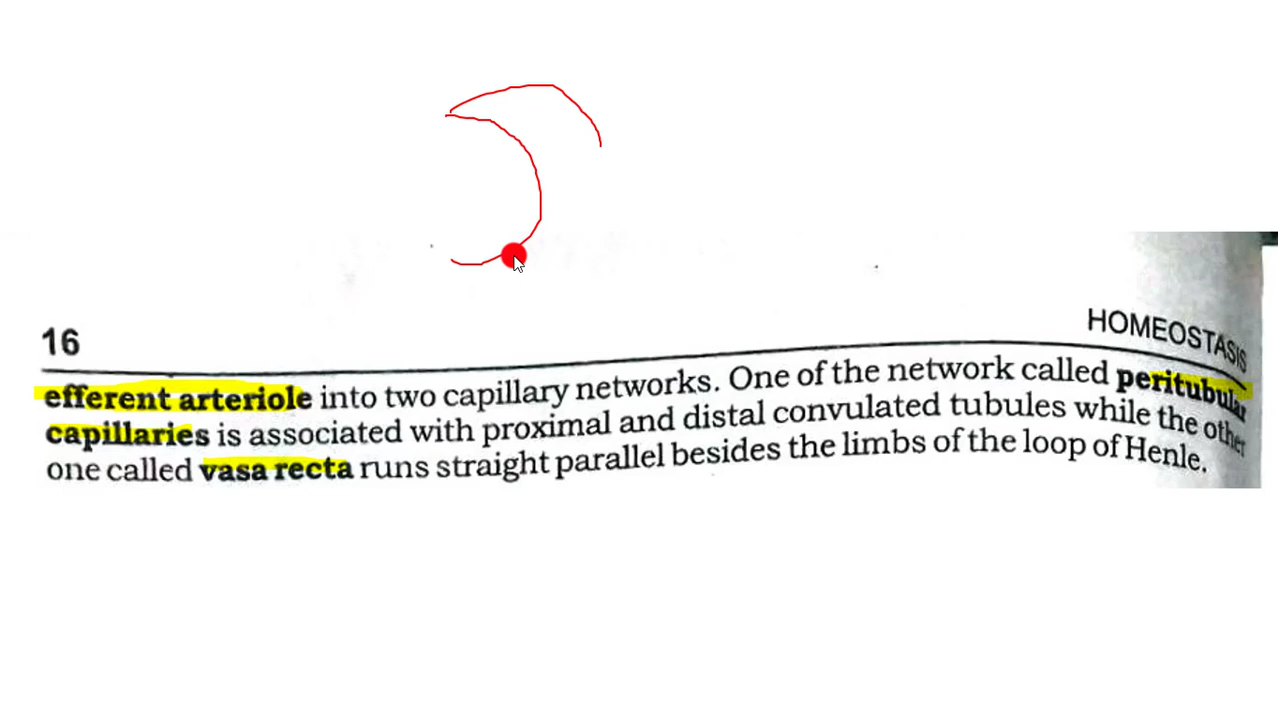 16
HOMEOSTASIS
efferent arteriole into two capillary networks. One of the network called peritubular
capillaries is associated with proximal and distal convulated tubules while the other
one called vasa recta runs straight parallel besides the limbs of the loop of Henle.